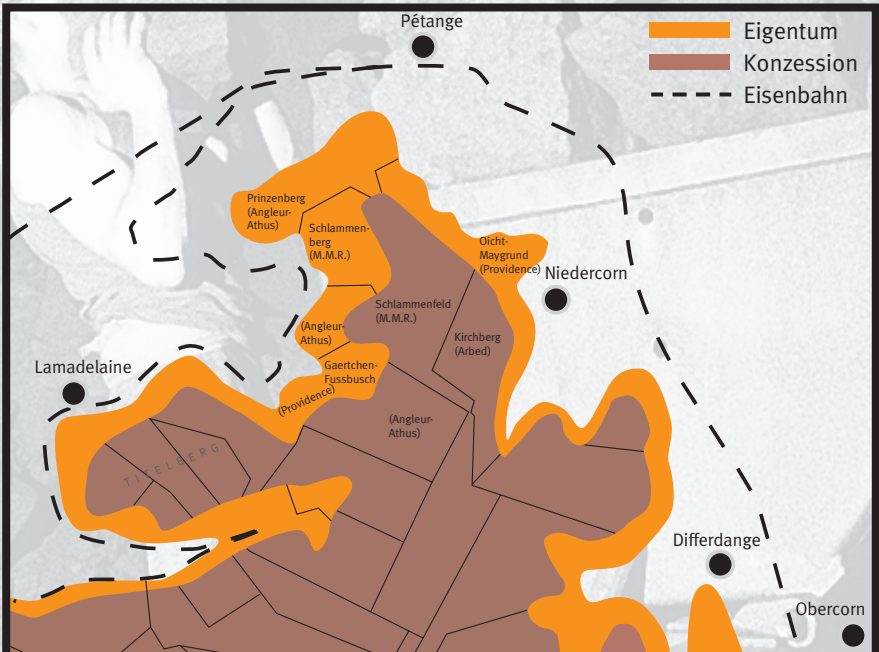 Pétange
Eigentum
Konzession
Eisenbahn
Prinzenberg
(Angleur-
Athus)
Schlammen-
berg
(M.M.R.)
Oicht-
Maygrund
(Providence)
Niedercorn
Schlammenfeld
(M.M.R.)
(Angleur-
Athus)
Kirchberg
(Arbed)
Gaertchen-
Fussbusch
(Providence)
Lamadelaine
(Angleur-
Athus)
TITELBERG
Differdange
Obercorn